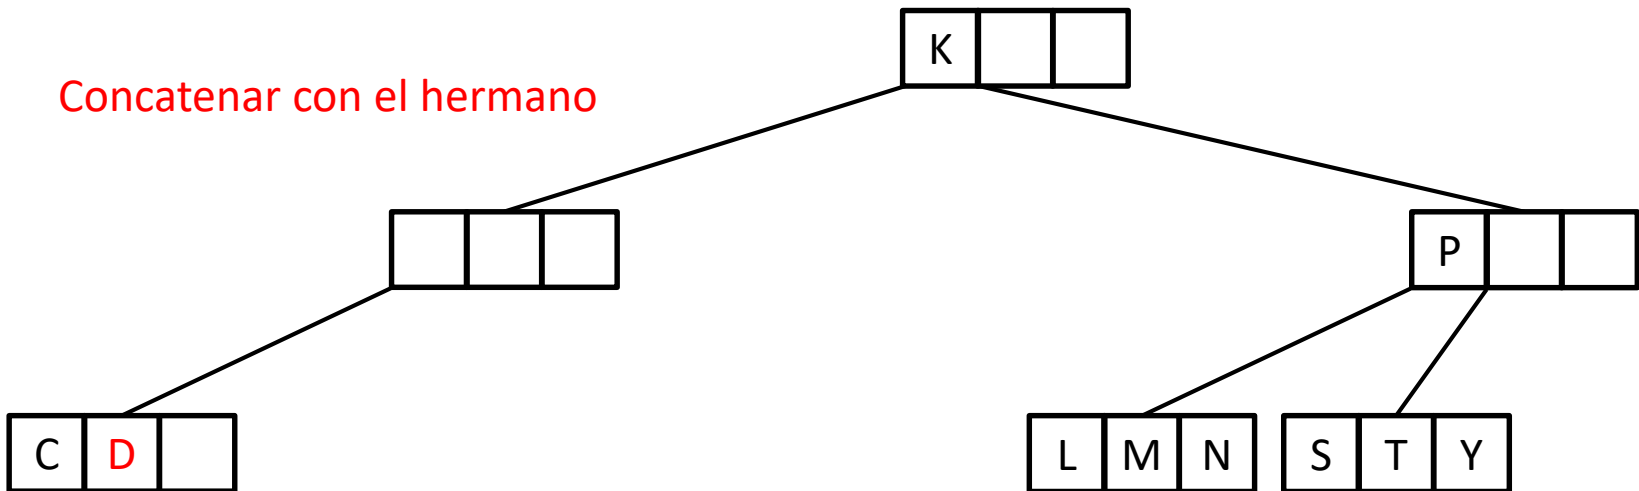 K
Concatenar con el hermano
P
C D
L M N
S T Y